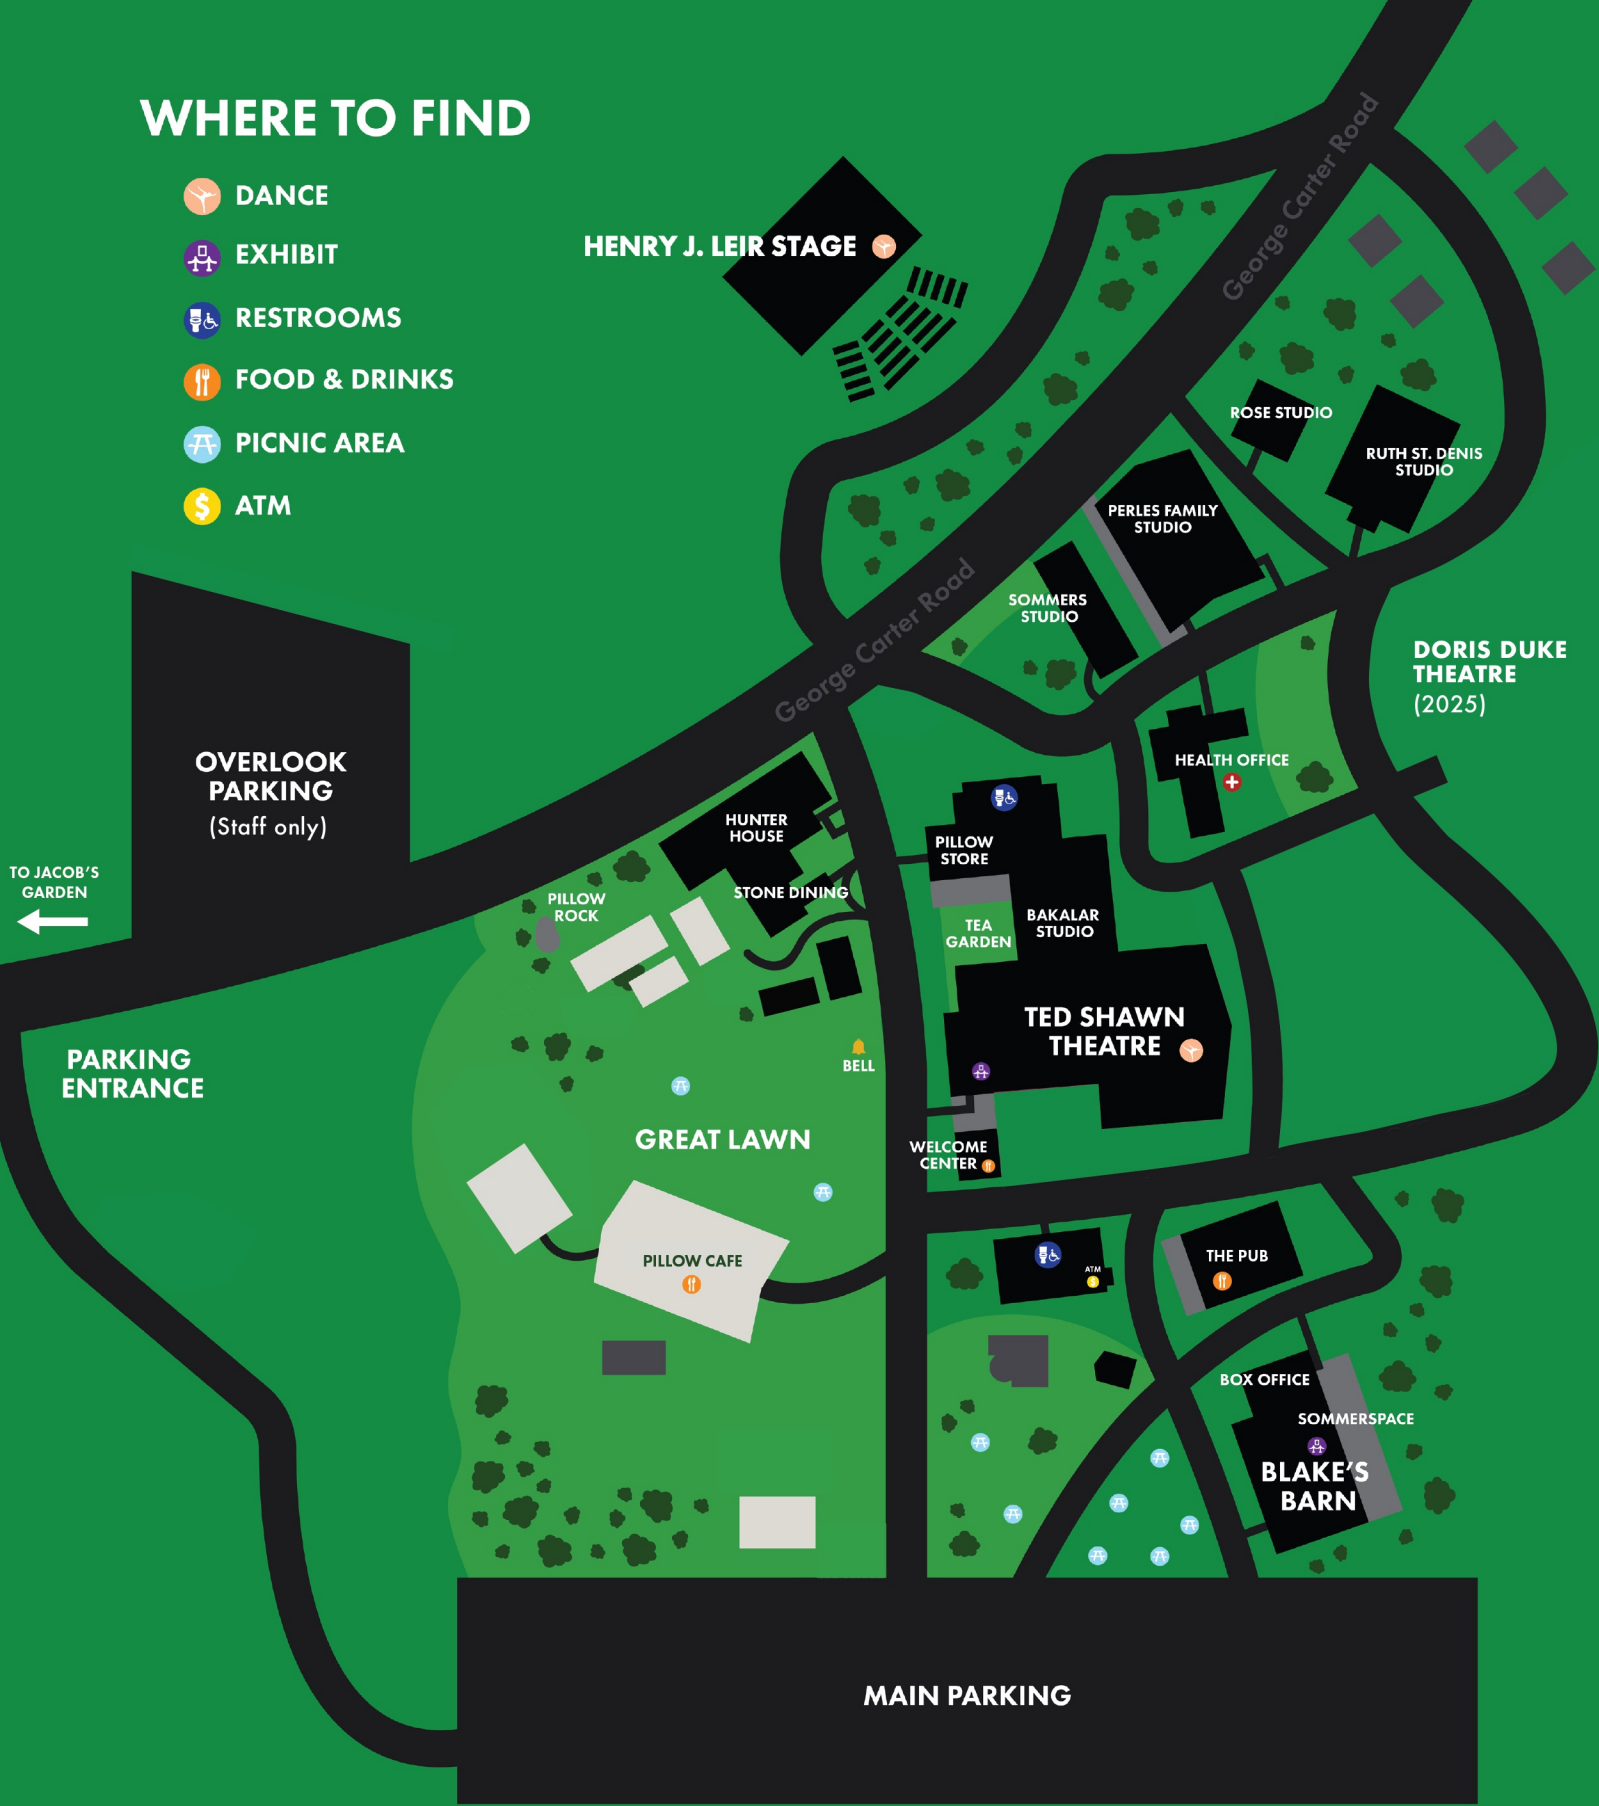 WHERE TO FIND
DANCE
EXHIBIT
RESTROOMS
FOOD & DRINKS
PICNIC AREA
$
ATM
HENRY J. LEIR STAGE
George Carter Road
ROSE STUDIO
RUTH ST. DENIS
STUDIO
PERLES FAMILY
STUDIO
SOMMERS
STUDIO
George Carter Road
DORIS DUKE
THEATRE
(2025)
OVERLOOK
PARKING
(Staff only)
HEALTH OFFICE
HUNTER
HOUSE
PILLOW
STORE
TO JACOB'S
GARDEN
STONE DINING
PILLOW
ROCK
TEA
GARDEN
BAKALAR
STUDIO
TED SHAWN
THEATRE
PARKING
ENTRANCE
BELL
GREAT LAWN
WELCOME
CENTER
PILLOW CAFE
ATM
$
THE PUB
BOX OFFICE
SOMMERSPACE
BLAKE'S
BARN
MAIN PARKING